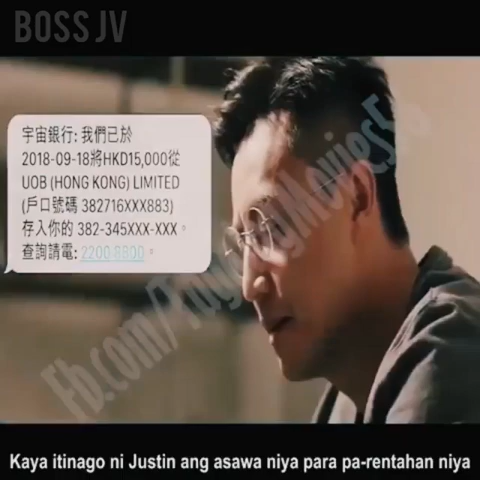 BOSS JV
宇宙銀行: 我們已於
2018-09-18將HKD15,000從
UOB (HONG KONG) LIMITED
(戶口號碼 382716XXX883)
存入你的 382-345XXX-XXX。
查詢請電: 2200 8800。
Fb.com/TagalogMovies56
Kaya itinago ni Justin ang asawa niya para pa-rentahan niya